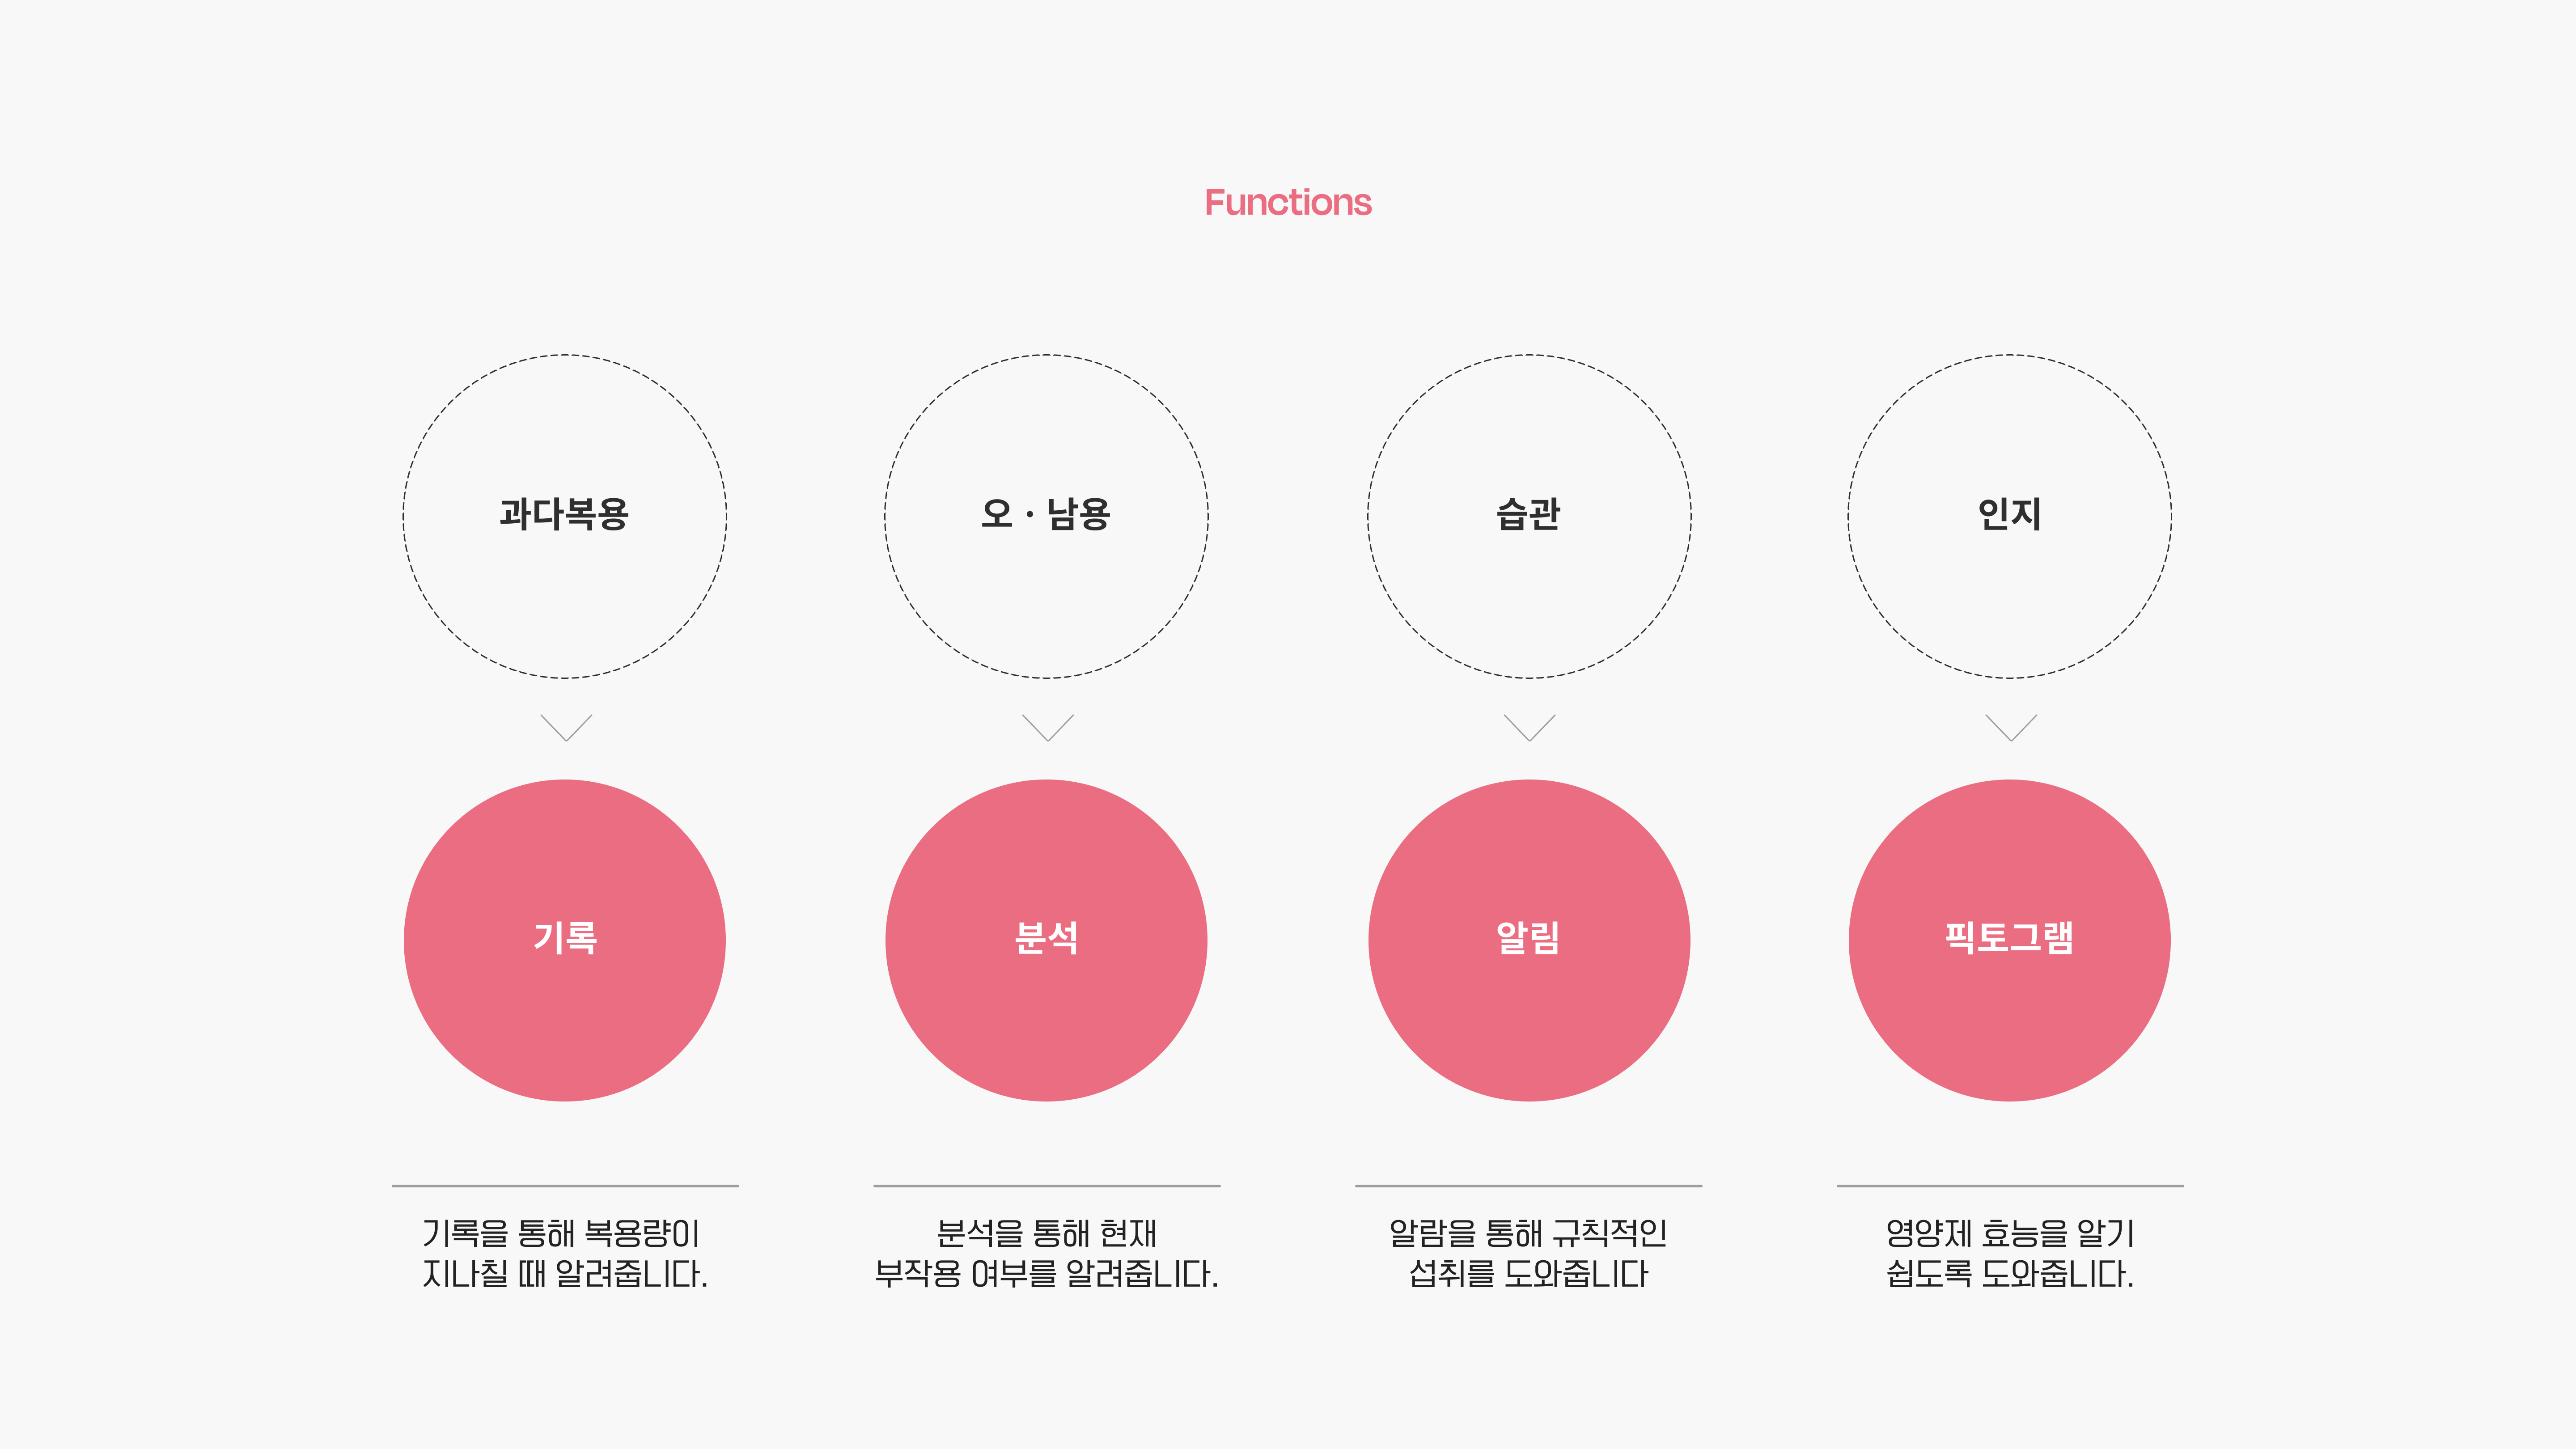 Functions
과다복용
오 · 남용
습관
인지
기록
분석
알림
픽토그램
기록을 통해 복용량이
지나칠 때 알려줍니다.
분석을 통해 현재
부작용 여부를 알려줍니다.
알람을 통해 규칙적인
섭취를 도와줍니다
영양제 효능을 알기
쉽도록 도와줍니다.